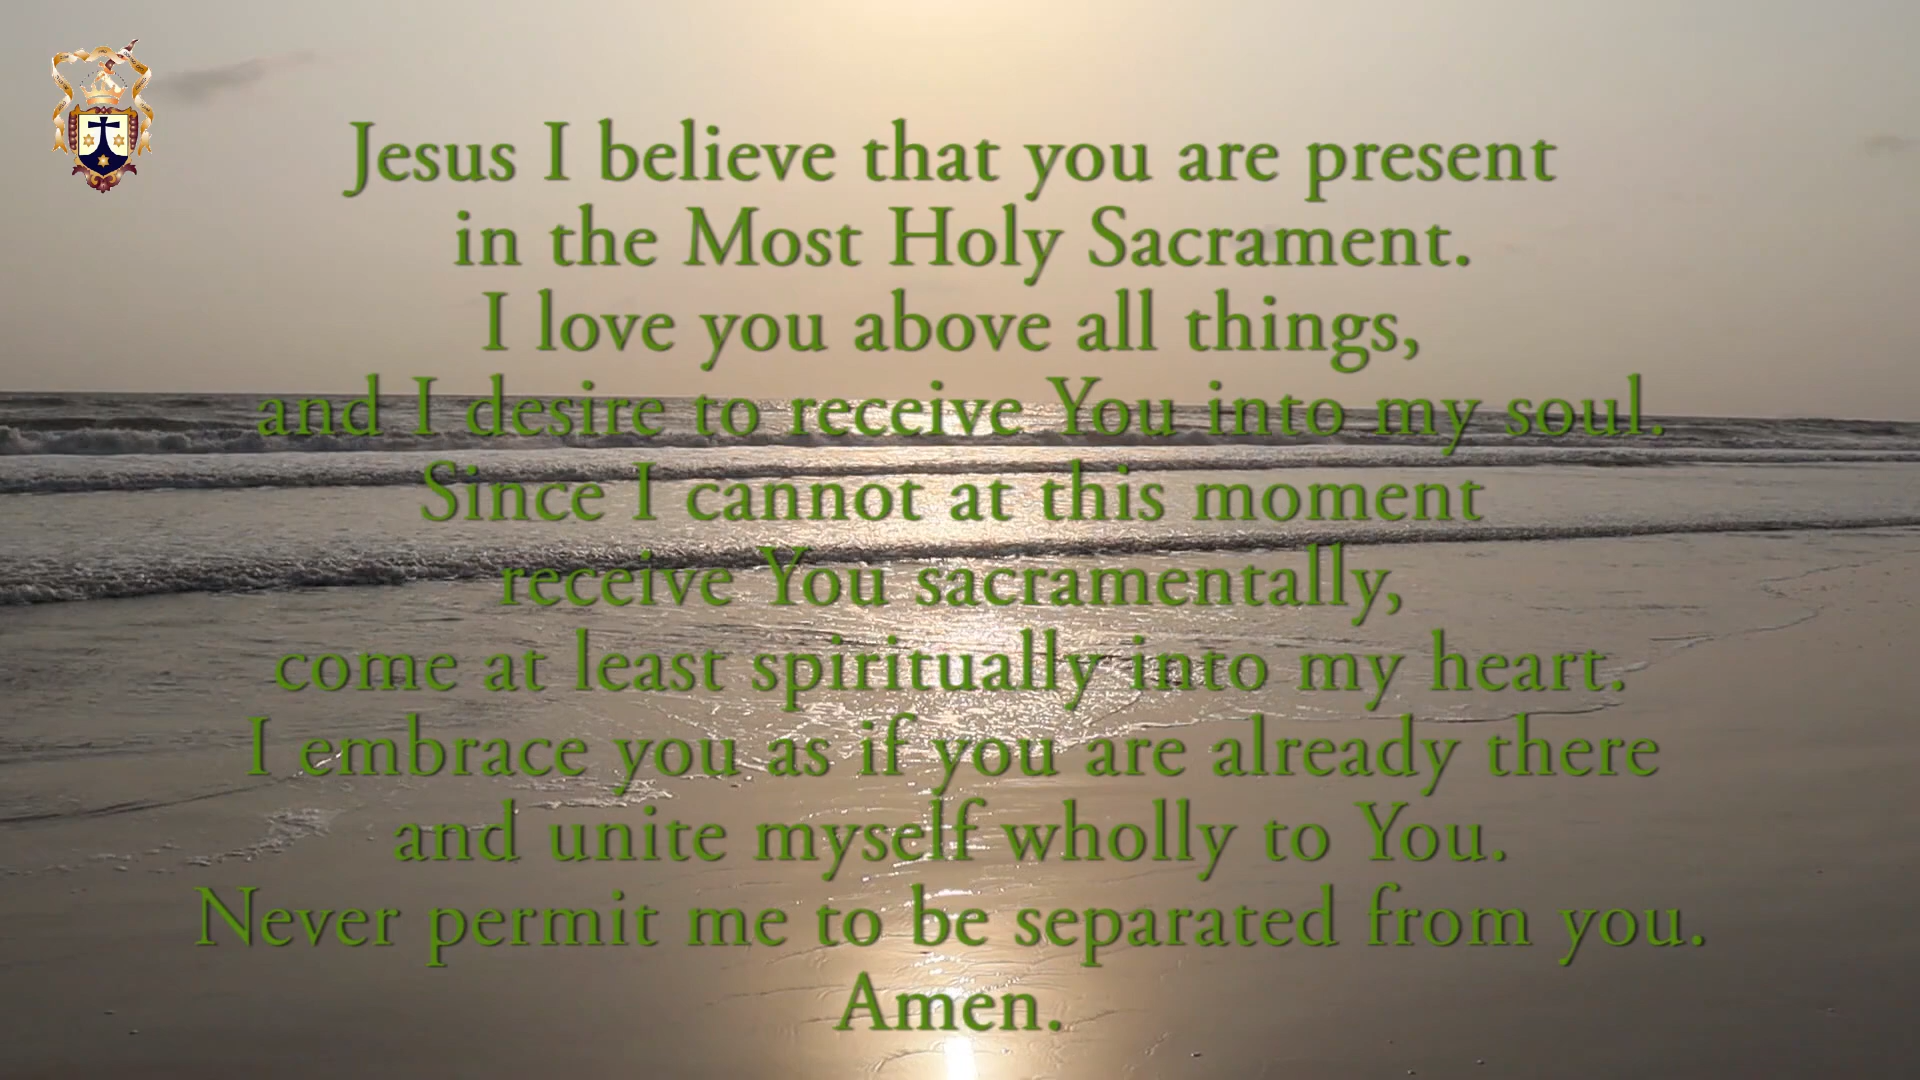 Jesus I believe that you are present
in the Most Holy Sacrament.
I love you above all things,
and I desire to receive You into my soul.
Since I cannot at this moment
receive You sacramentally,
come at least spiritually into my heart.
I embrace you as if you are already there
and unite myself wholly to You.
Never permit me to be separated from you.
Amen.